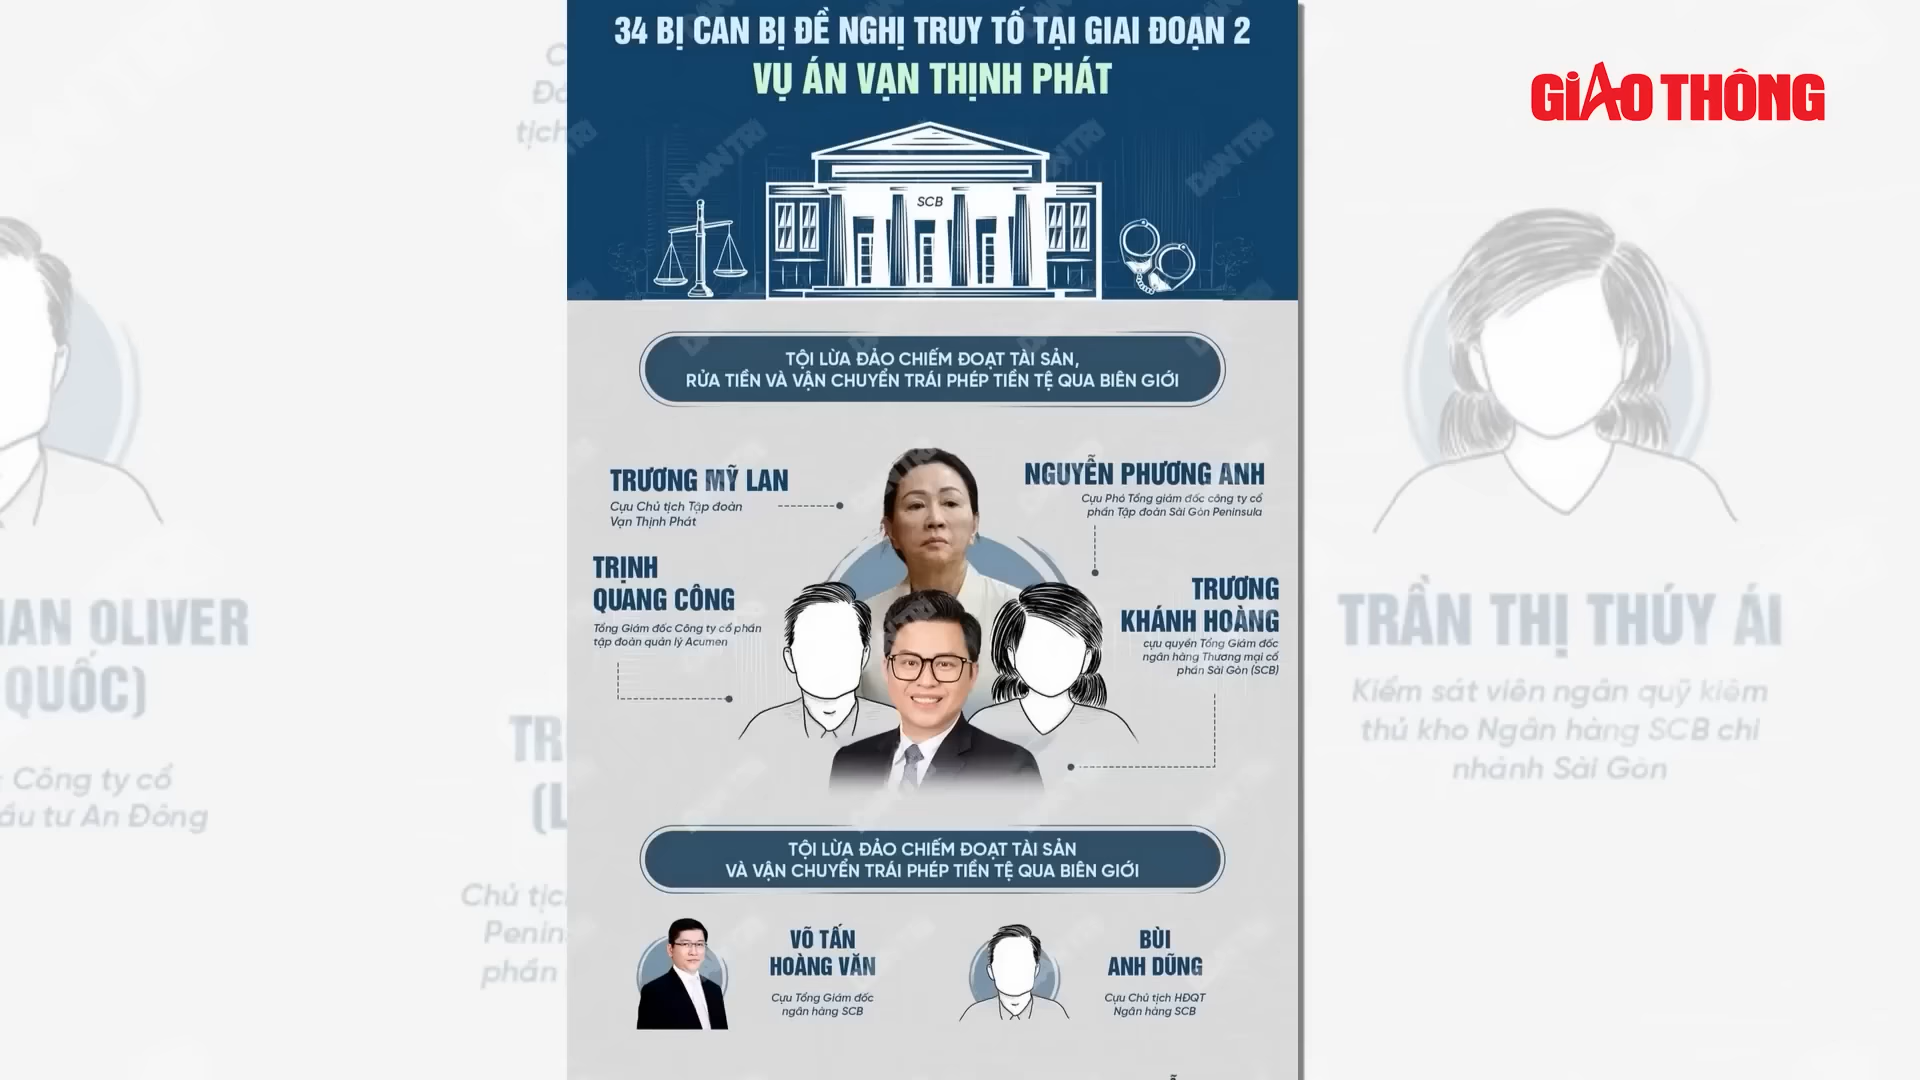 34 BỊ CAN BỊ ĐỀ NGHỊ TRUY TỐ TẠI GIAI ĐOẠN 2
VỤ ÁN VẠN THỊNH PHÁT
GIAO THÔNG
SCB
TỘI LỪA ĐẢO CHIẾM ĐOẠT TÀI SẢN,
RỬA TIỀN VÀ VẬN CHUYỂN TRÁI PHÉP TIỀN TỆ QUA BIÊN GIỚI
TRƯƠNG MỸ LAN
Cựu Chủ tịch Tập đoàn
Vạn Thịnh Phát
NGUYỄN PHƯƠNG ANH
Cựu Phó Tổng giám đốc công ty cổ
phần Tập đoàn Sài Gòn Peninsula
TRỊNH
QUANG CÔNG
Tổng Giám đốc Công ty cổ phần
tập đoàn quản lý Acumen
TRƯƠNG
KHÁNH HOÀNG
cựu quyền Tổng Giám đốc
ngân hàng Thương mại cổ
phần Sài Gòn (SCB)
TỘI LỪA ĐẢO CHIẾM ĐOẠT TÀI SẢN
VÀ VẬN CHUYỂN TRÁI PHÉP TIỀN TỆ QUA BIÊN GIỚI
VÕ TẤN
HOÀNG VĂN
Cựu Tổng Giám đốc
ngân hàng SCB
BÙI
ANH DŨNG
Cựu Chủ tịch HĐQT
Ngân hàng SCB
tịch
OLIVER
QUỐC)
Công ty cổ
tư An Đông
TR
(L
Chủ tịc
Penin
phần
TRẦN THỊ THÚY ÁI
Kiểm sát viên ngân quỹ kiêm
thủ kho Ngân hàng SCB chi
nhánh Sài Gòn
DANTRI